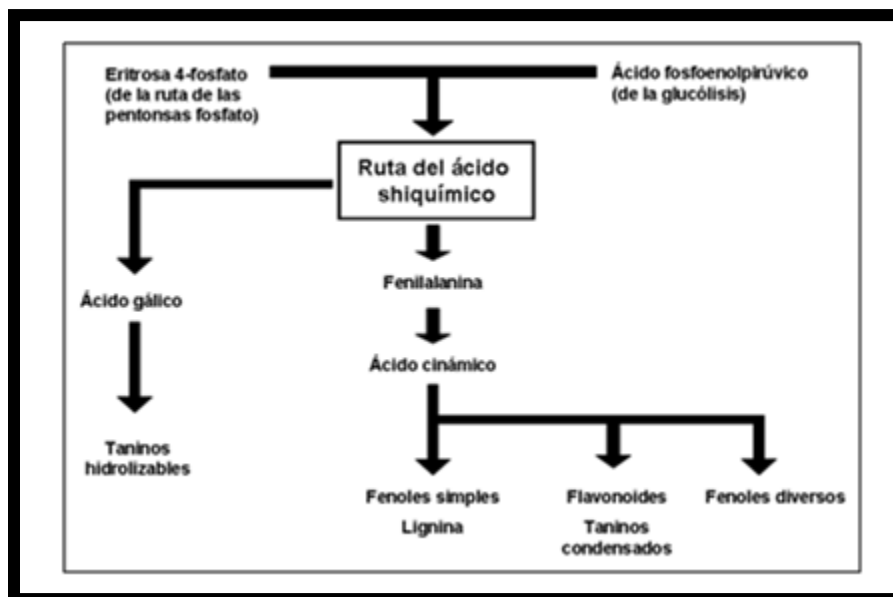 Eritrosa 4-fosfato
(de la ruta de las
pentonsas fosfato)
Ácido fosfoenolpirúvico
(de la glucólisis)
Ruta del ácido
shiquímico
Fenilalanina
Ácido gálico
Ácido cinámico
Taninos
hidrolizables
Fenoles simples
Lignina
Flavonoides
Taninos
condensados
Fenoles diversos